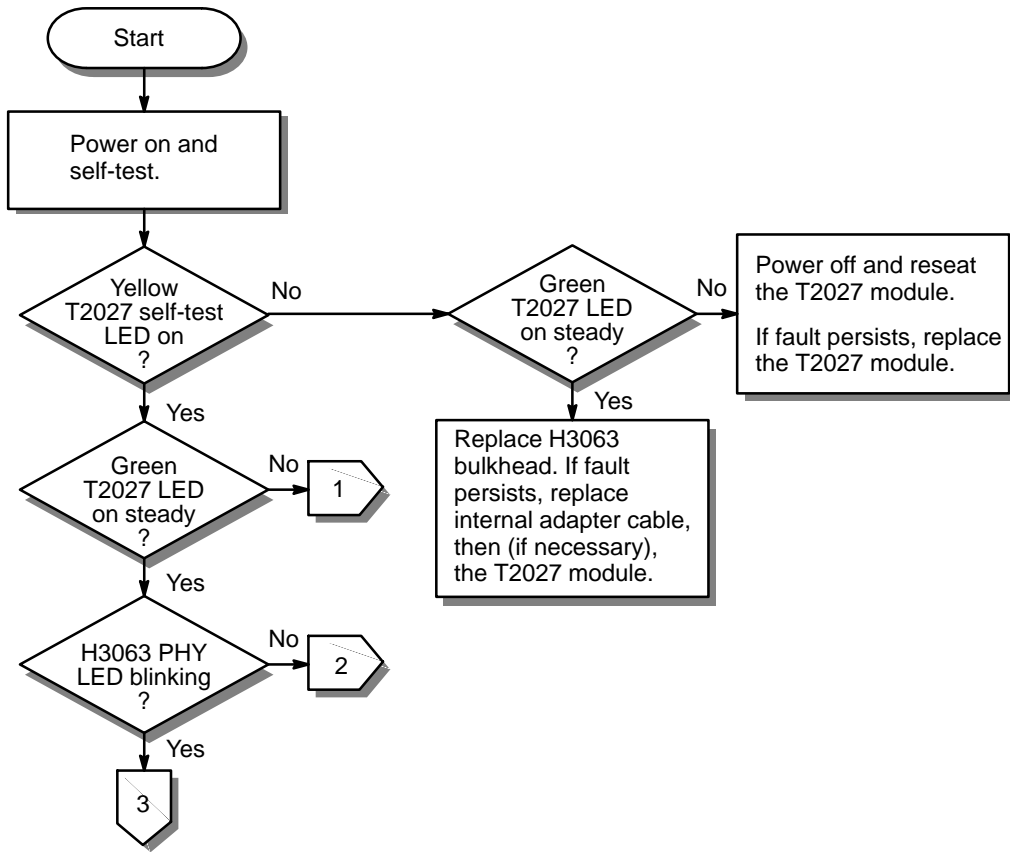 Start
Power on and
self-test.
Yellow
T2027 self-test
LED on
?
No
Green
T2027 LED
on steady
?
No
Power off and reseat
the T2027 module.
If fault persists, replace
the T2027 module.
Yes
Yes
Replace H3063
bulkhead. If fault
persists, replace
internal adapter cable,
then (if necessary),
the T2027 module.
Green
T2027 LED
on steady
?
No
1
Yes
H3063 PHY
LED blinking
?
No
2
Yes
3